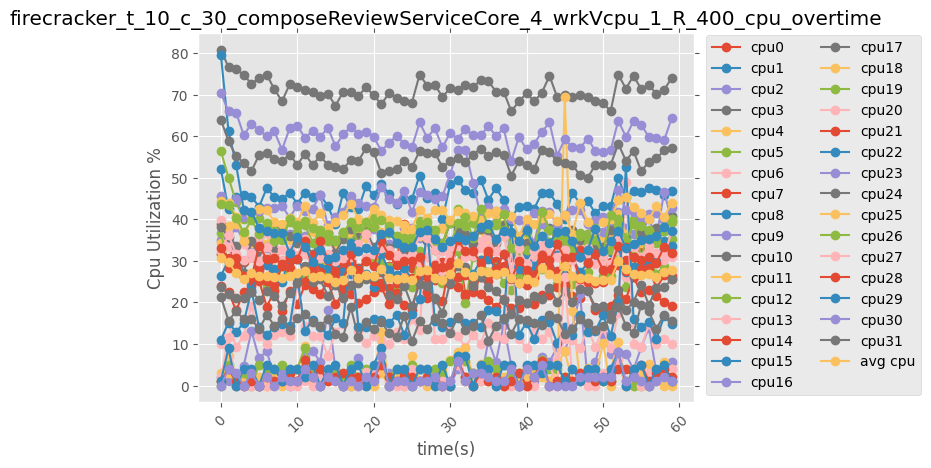 firecracker_t_10_c_30_composeReviewServiceCore_4_wrkVcpu_1_R_400_cpu_overtime
Cpu Utilization %
80
70
60
50
40
30
20
10
0
0
10
20
30
40
50
60
time(s)
cpu0
cpu1
cpu2
cpu3
cpu4
cpu5
cpu6
cpu7
cpu8
cpu9
cpu10
cpu11
cpu12
cpu13
cpu14
cpu15
cpu16
cpu17
cpu18
cpu19
cpu20
cpu21
cpu22
cpu23
cpu24
cpu25
cpu26
cpu27
cpu28
cpu29
cpu30
cpu31
avg cpu